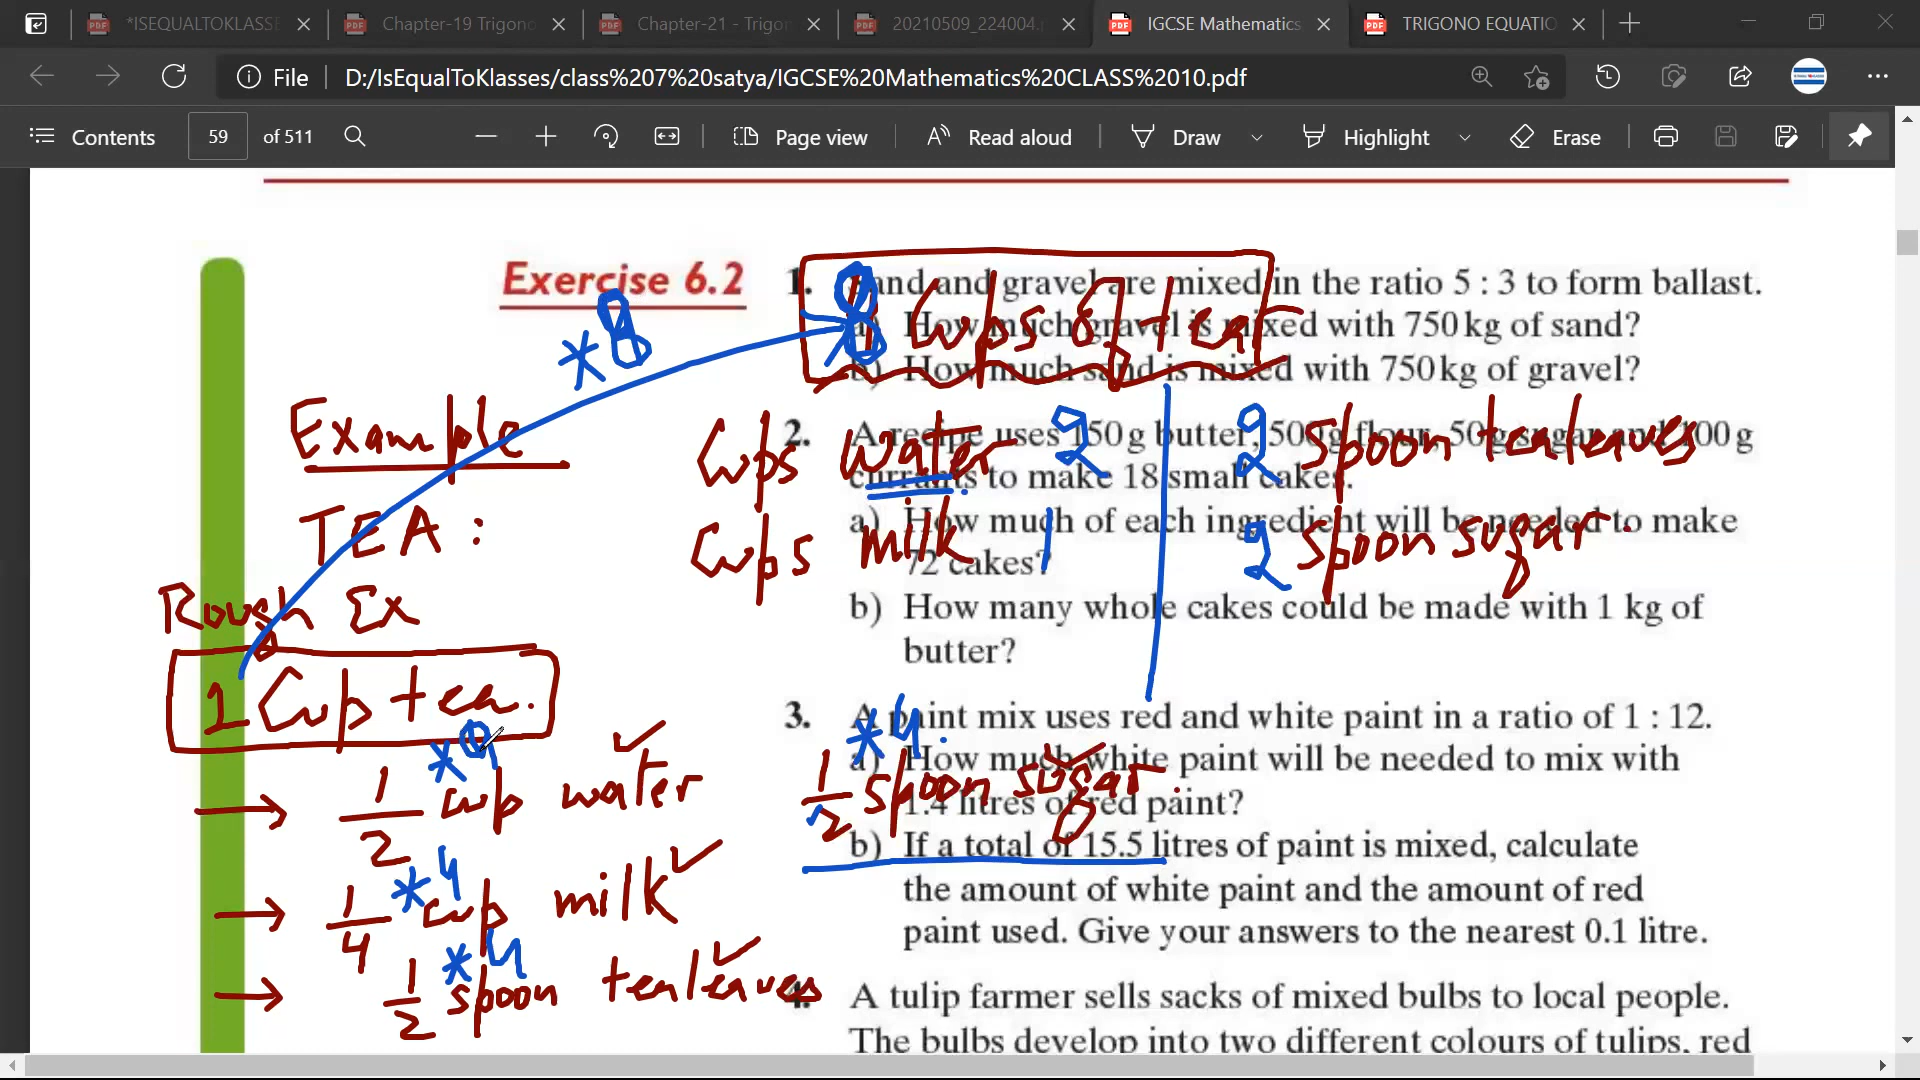 *ISEQUALTOKLASSE
Chapter-19 Trigono
Chapter-21 - Trigon
20210509_224004.p
IGCSE Mathematics
TRIGONO EQUATIO
File
D:/IsEqualToKlasses/class%207%20satya/IGCSE%20Mathematics%20CLASS%2010.pdf
Contents
59
of 511
Page view
Read aloud
Draw
Highlight
Erase
Exercise 6.2
1. Sand and gravel are mixed in the ratio 5 : 3 to form ballast.
a) How much gravel is mixed with 750 kg of sand?
b) How much sand is mixed with 750 kg of gravel?
2. A recipe uses 150 g butter, 500 g flour, 50 g sugar and 200 g
currants to make 18 small cakes.
a) How much of each ingredient will be needed to make
72 cakes?
b) How many whole cakes could be made with 1 kg of
butter?
3. A paint mix uses red and white paint in a ratio of 1 : 12.
a) How much white paint will be needed to mix with
1.4 litres of red paint?
b) If a total of 15.5 litres of paint is mixed, calculate
the amount of white paint and the amount of red
paint used. Give your answers to the nearest 0.1 litre.
4. A tulip farmer sells sacks of mixed bulbs to local people.
The bulbs develop into two different colours of tulips, red
8 Cups of tea
*8
Example
TEA :
Rough Ex
1 Cup tea.
1/2 cup water
*4
1/4 cup milk
*4
1/2 spoon tealeaves
*4
1/2 spoon sugar.
*4
Cups water 2
Cups milk 1
2 spoon tealeaves
2 spoon sugar.